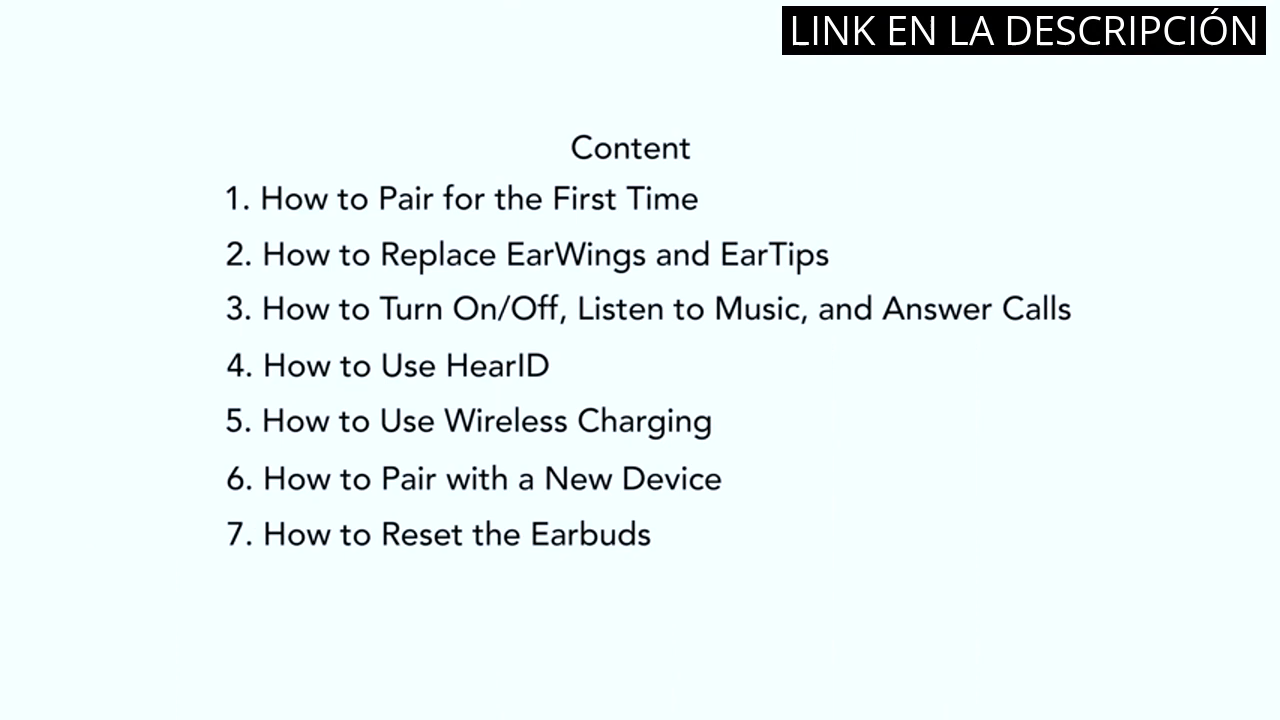 LINK EN LA DESCRIPCIÓN
Content
1. How to Pair for the First Time
2. How to Replace EarWings and EarTips
3. How to Turn On/Off, Listen to Music, and Answer Calls
4. How to Use HearID
5. How to Use Wireless Charging
6. How to Pair with a New Device
7. How to Reset the Earbuds